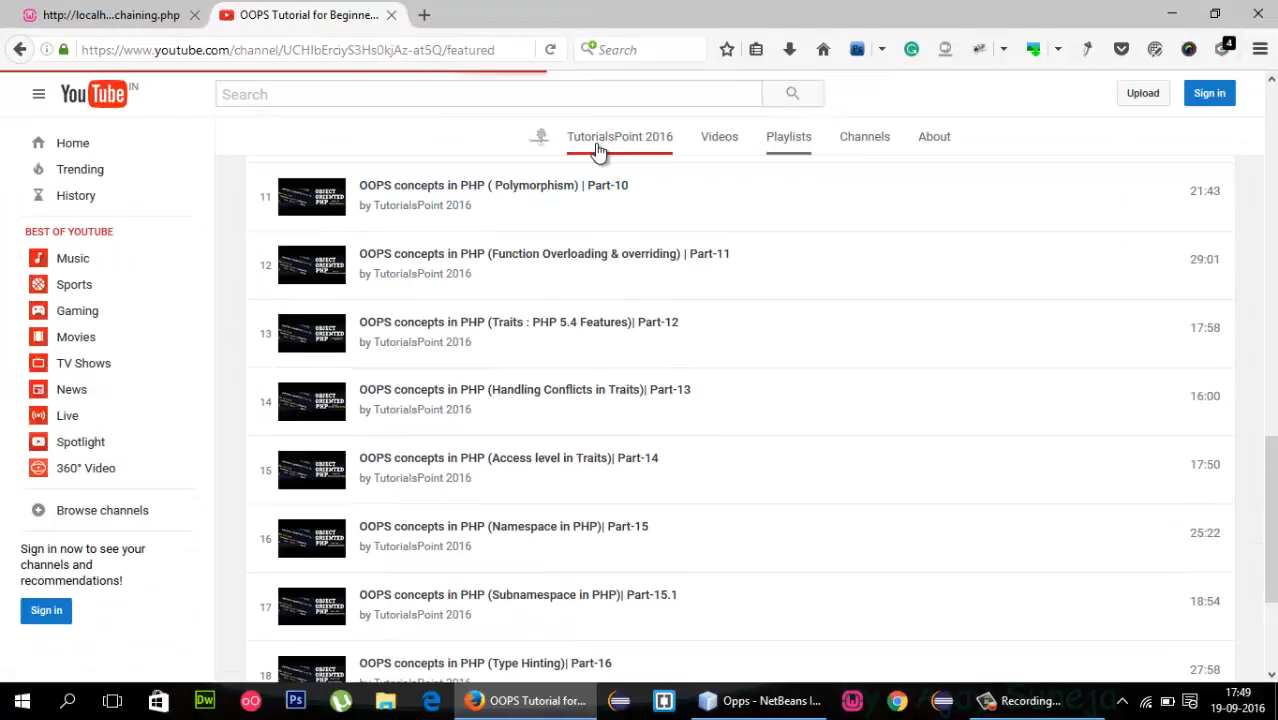 http://localh...chaining.php
OOPS Tutorial for Beginne...
https://www.youtube.com/channel/UCHIbErciyS3Hs0kjAz-at5Q/featured
Search
4
YouTube IN
Search
Upload
Sign in
TutorialsPoint 2016
Videos
Playlists
Channels
About
Home
Trending
History
BEST OF YOUTUBE
Music
Sports
Gaming
Movies
TV Shows
News
Live
Spotlight
360° Video
Browse channels
Sign in now to see your
channels and
recommendations!
Sign in
11 OOPS concepts in PHP ( Polymorphism) | Part-10 21:43
by TutorialsPoint 2016
12 OOPS concepts in PHP (Function Overloading & overriding) | Part-11 29:01
by TutorialsPoint 2016
13 OOPS concepts in PHP (Traits : PHP 5.4 Features)| Part-12 17:58
by TutorialsPoint 2016
14 OOPS concepts in PHP (Handling Conflicts in Traits)| Part-13 16:00
by TutorialsPoint 2016
15 OOPS concepts in PHP (Access level in Traits)| Part-14 17:50
by TutorialsPoint 2016
16 OOPS concepts in PHP (Namespace in PHP)| Part-15 25:22
by TutorialsPoint 2016
17 OOPS concepts in PHP (Subnamespace in PHP)| Part-15.1 18:54
by TutorialsPoint 2016
18 OOPS concepts in PHP (Type Hinting)| Part-16 27:58
Dw
Ps
OOPS Tutorial for...
Opps - NetBeans I...
Recording...
17:49
19-09-2016